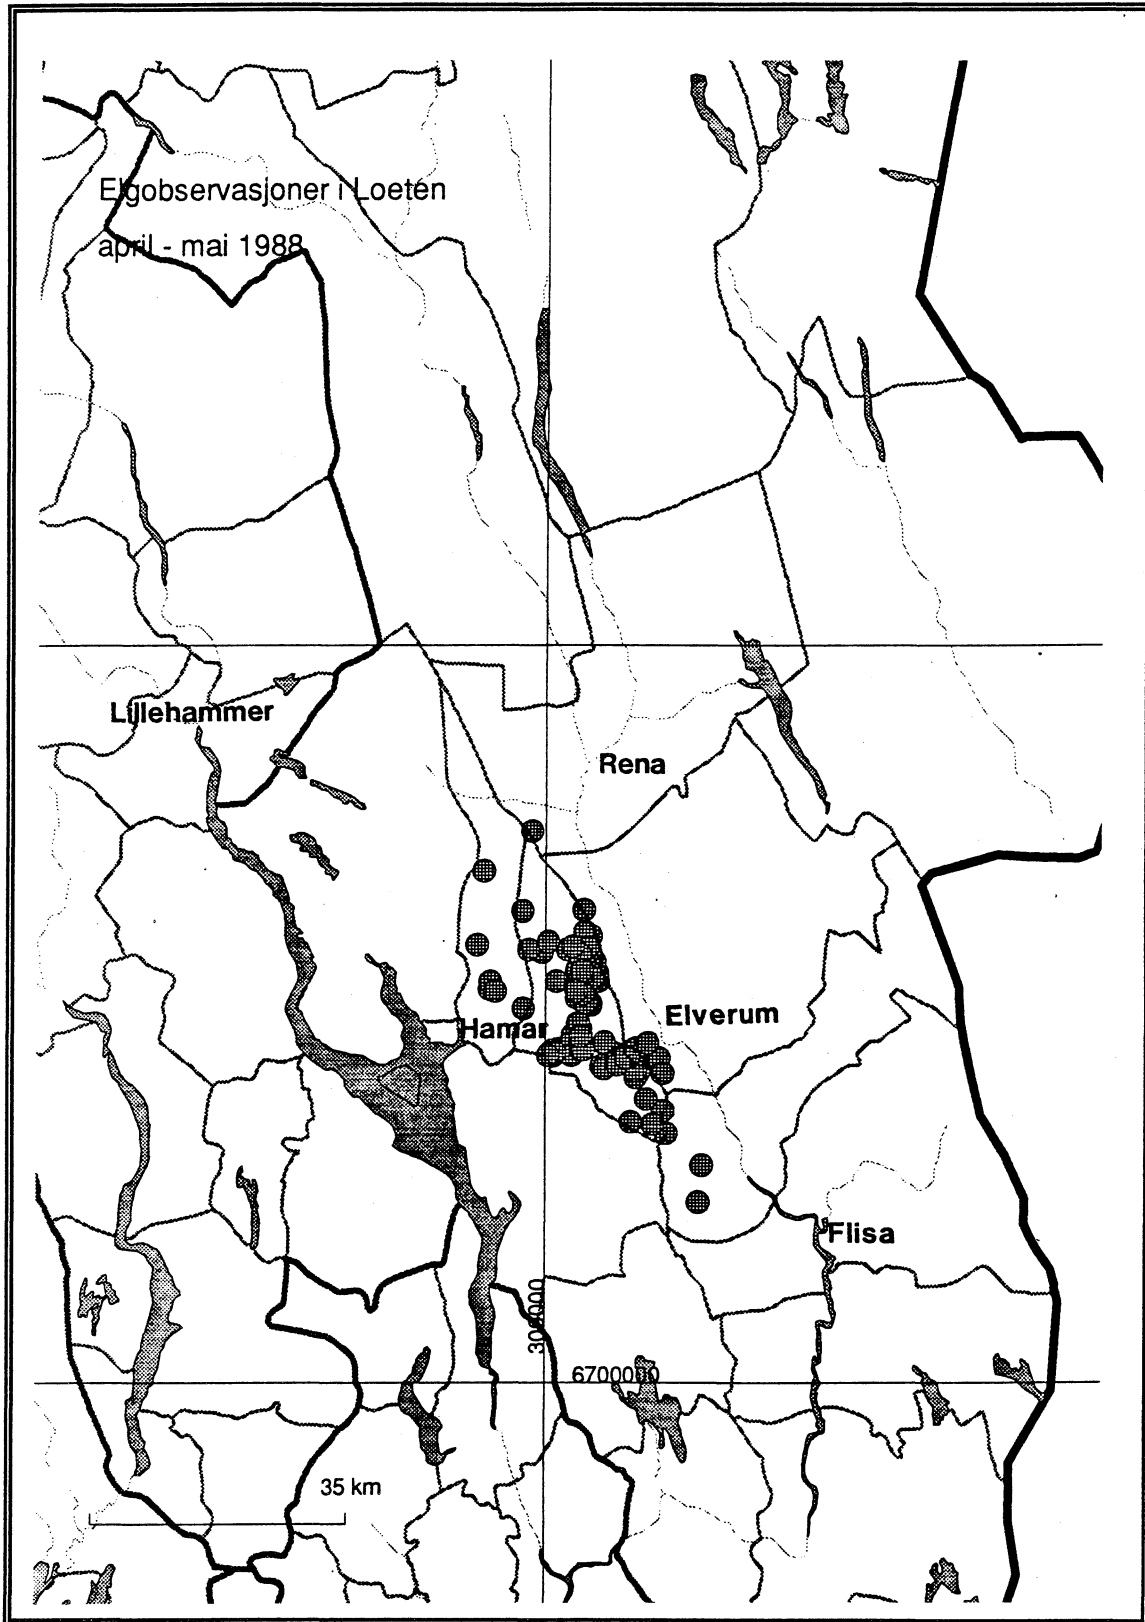 Elgobservasjoner i Loeten
april - mai 1988
Lillehammer
Rena
Hamar
Elverum
Flisa
300000
6700000
35 km